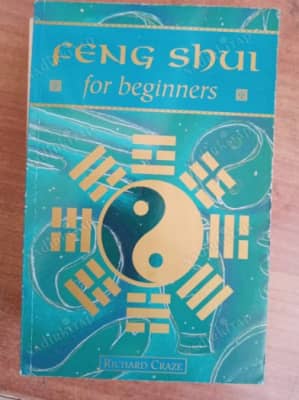 FENG SHUI
for beginners
RICHARD CRAZE